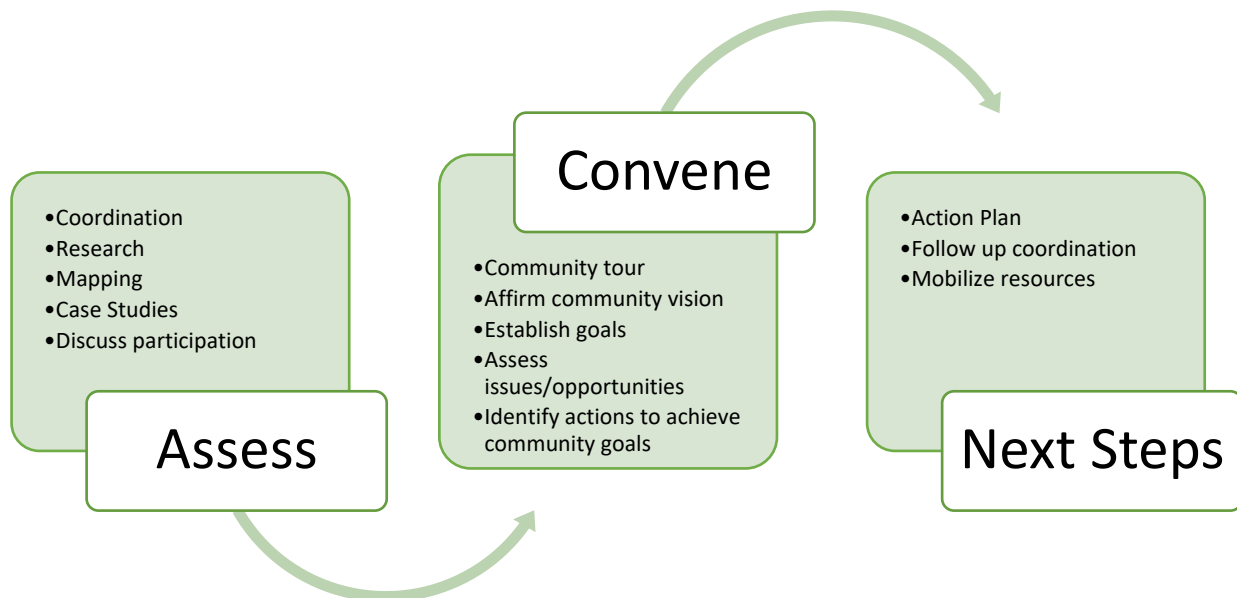 •Coordination
•Research
•Mapping
•Case Studies
•Discuss participation
Assess
Convene
•Community tour
•Affirm community vision
•Establish goals
•Assess
issues/opportunities
•Identify actions to achieve
community goals
•Action Plan
•Follow up coordination
•Mobilize resources
Next Steps